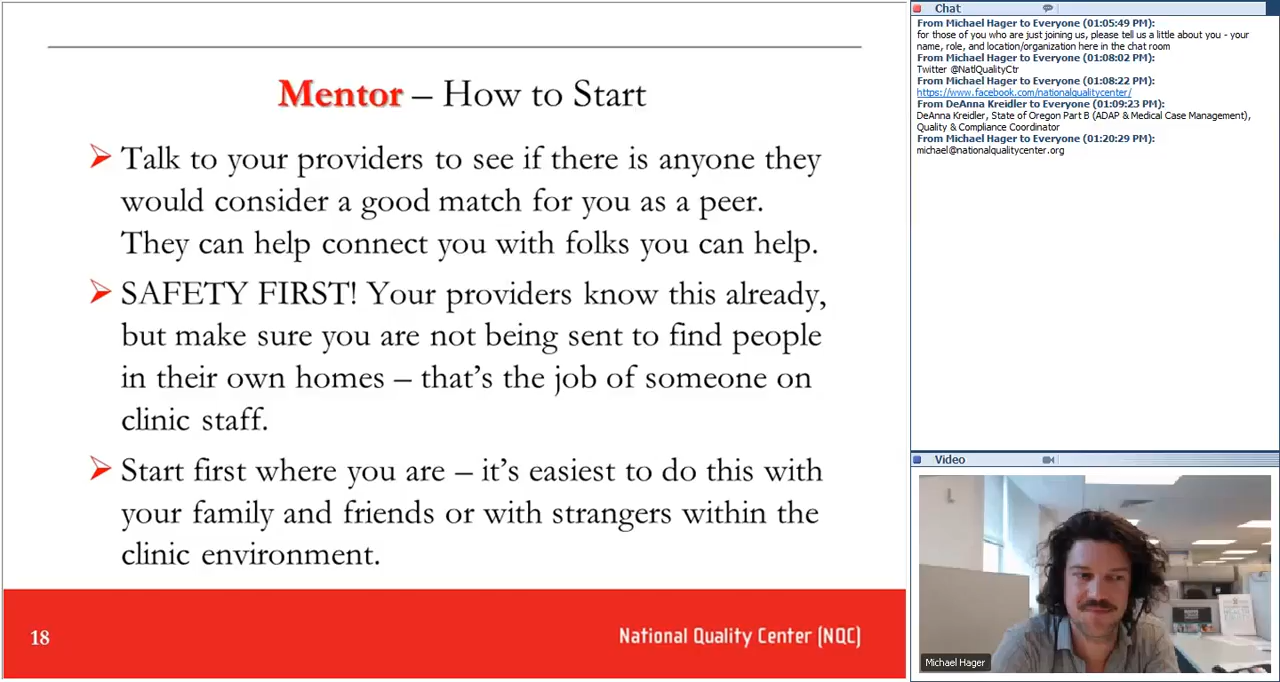 Mentor – How to Start
Talk to your providers to see if there is anyone they
would consider a good match for you as a peer.
They can help connect you with folks you can help.
SAFETY FIRST! Your providers know this already,
but make sure you are not being sent to find people
in their own homes – that's the job of someone on
clinic staff.
Start first where you are – it's easiest to do this with
your family and friends or with strangers within the
clinic environment.
18
National Quality Center (NQC)
Chat
From Michael Hager to Everyone (01:05:49 PM):
for those of you who are just joining us, please tell us a little about you - your
name, role, and location/organization here in the chat room
From Michael Hager to Everyone (01:08:02 PM):
Twitter @NatlQualityCtr
From Michael Hager to Everyone (01:08:22 PM):
https://www.facebook.com/nationalqualitycenter/
From DeAnna Kreidler to Everyone (01:09:23 PM):
DeAnna Kreidler, State of Oregon Part B (ADAP & Medical Case Management),
Quality & Compliance Coordinator
From Michael Hager to Everyone (01:20:29 PM):
michael@nationalqualitycenter.org
Video
Michael Hager